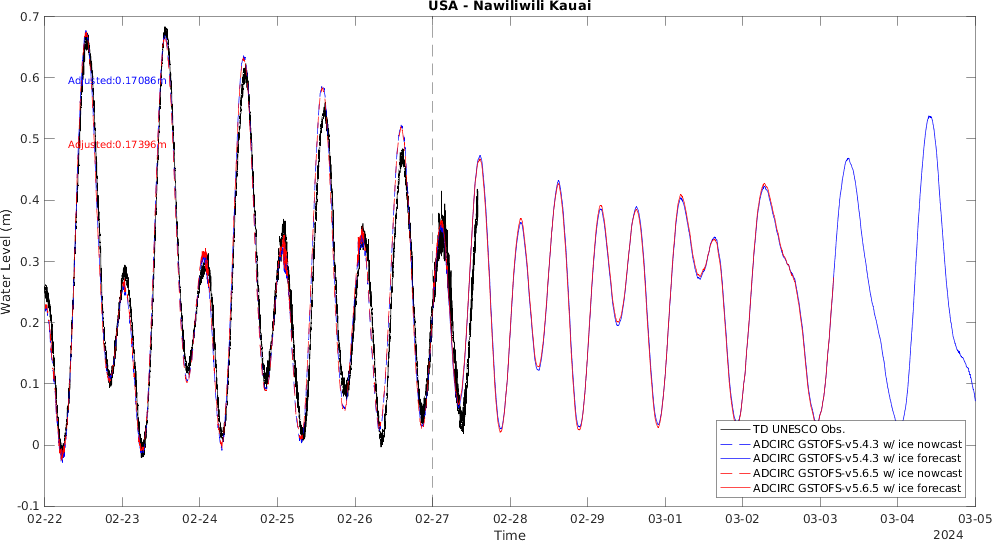 USA - Nawiliwili Kauai
0.7
0.6
0.5
0.4
0.3
0.2
0.1
0
-0.1
Water Level (m)
Adjusted:0.17086m
Adjusted:0.17396m
TD UNESCO Obs.
ADCIRC GSTOFS-v5.4.3 w/ ice nowcast
ADCIRC GSTOFS-v5.4.3 w/ ice forecast
ADCIRC GSTOFS-v5.6.5 w/ ice nowcast
ADCIRC GSTOFS-v5.6.5 w/ ice forecast
02-22 02-23 02-24 02-25 02-26 02-27 02-28 02-29 03-01 03-02 03-03 03-04 03-05
Time
2024